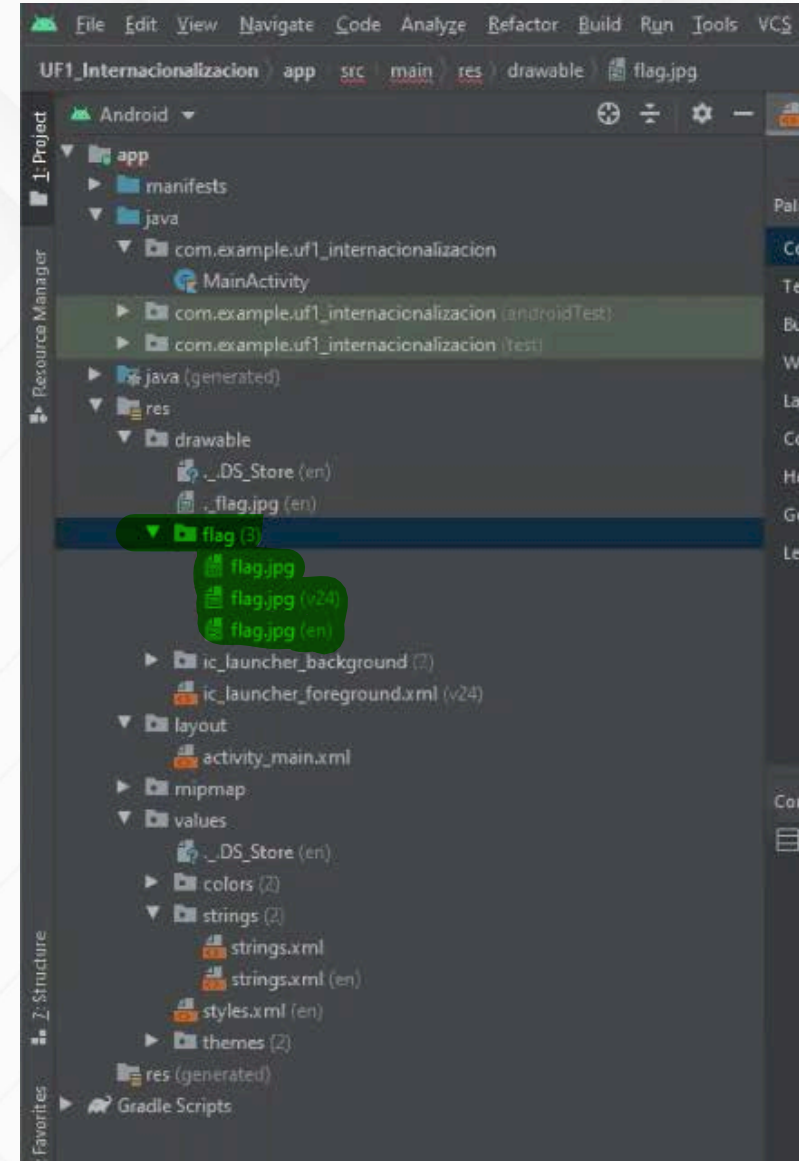 File Edit View Navigate Code Analyze Refactor Build Run Tools VCS
UF1_Internacionalizacion app src main res drawable flag.jpg
1: Project
Resource Manager
7: Structure
Favorites
Android
app
manifests
java
com.example.uf1_internacionalizacion
MainActivity
com.example.uf1_internacionalizacion (androidTest)
com.example.uf1_internacionalizacion (test)
java (generated)
res
drawable
._.DS_Store (en)
._flag.jpg (en)
flag (3)
flag.jpg
flag.jpg (v24)
flag.jpg (en)
ic_launcher_background (2)
ic_launcher_foreground.xml (v24)
layout
activity_main.xml
mipmap
values
._.DS_Store (en)
colors (2)
strings (2)
strings.xml
strings.xml (en)
styles.xml (en)
themes (2)
res (generated)
Gradle Scripts